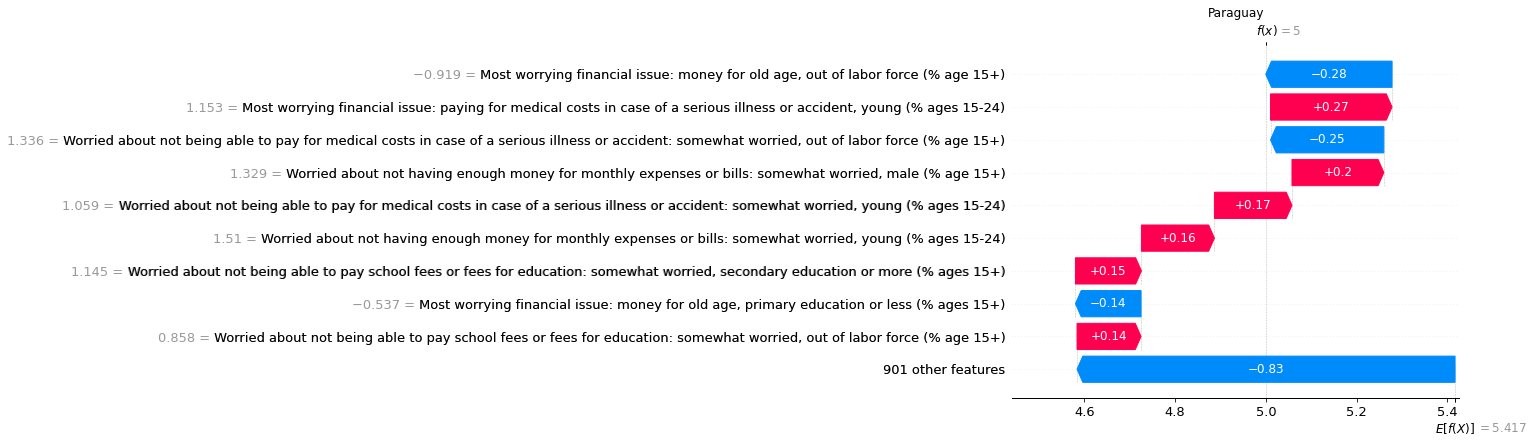 Paraguay
f(x) = 5
−0.919 = Most worrying financial issue: money for old age, out of labor force (% age 15+) −0.28
1.153 = Most worrying financial issue: paying for medical costs in case of a serious illness or accident, young (% ages 15-24) +0.27
1.336 = Worried about not being able to pay for medical costs in case of a serious illness or accident: somewhat worried, out of labor force (% age 15+) −0.25
1.329 = Worried about not having enough money for monthly expenses or bills: somewhat worried, male (% age 15+) +0.2
1.059 = Worried about not being able to pay for medical costs in case of a serious illness or accident: somewhat worried, young (% ages 15-24) +0.17
1.51 = Worried about not having enough money for monthly expenses or bills: somewhat worried, young (% ages 15-24) +0.16
1.145 = Worried about not being able to pay school fees or fees for education: somewhat worried, secondary education or more (% ages 15+) +0.15
−0.537 = Most worrying financial issue: money for old age, primary education or less (% ages 15+) −0.14
0.858 = Worried about not being able to pay school fees or fees for education: somewhat worried, out of labor force (% age 15+) +0.14
901 other features −0.83
4.6 4.8 5.0 5.2 5.4
E[f(X)] = 5.417